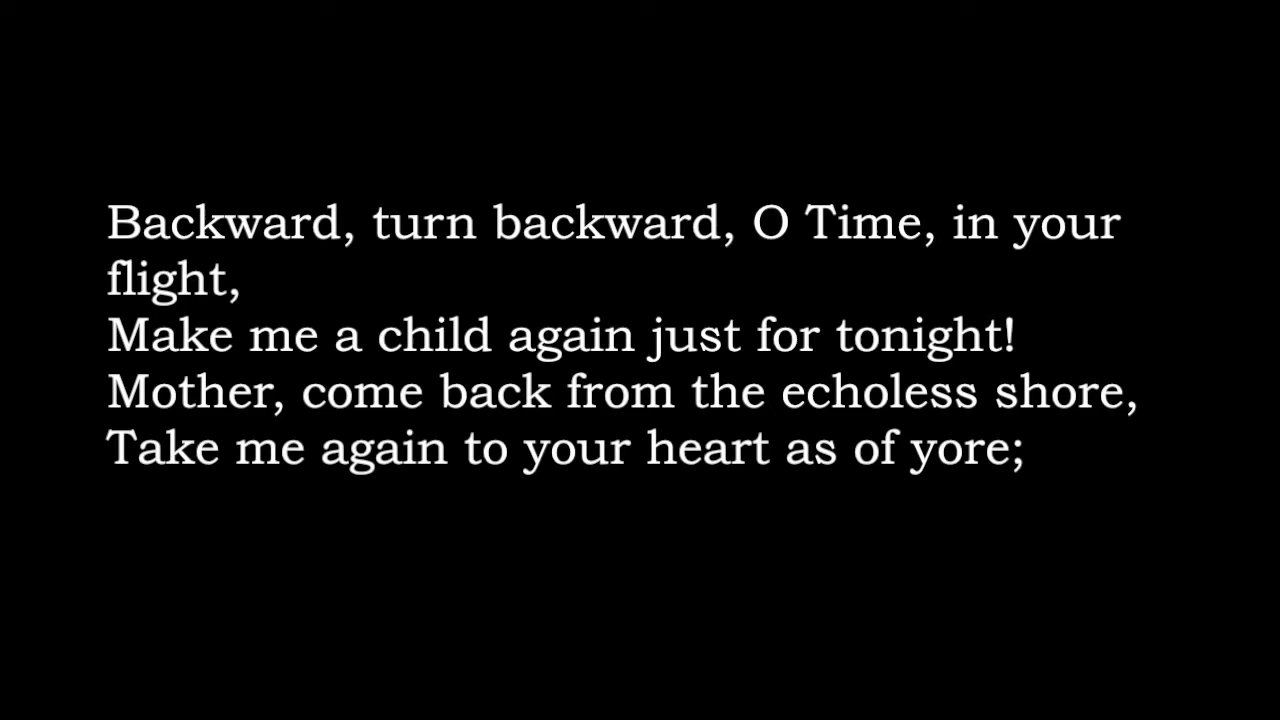 Backward, turn backward, O Time, in your
flight,
Make me a child again just for tonight!
Mother, come back from the echoless shore,
Take me again to your heart as of yore;